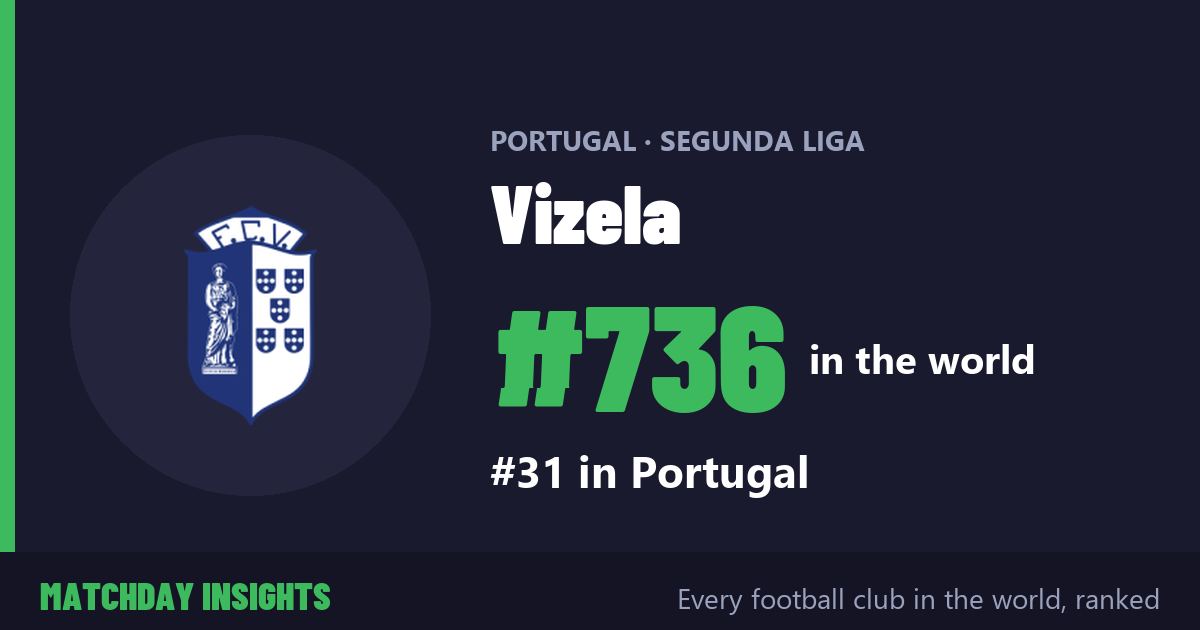 PORTUGAL · SEGUNDA LIGA
Vizela
F.C.V.
#736 in the world
#31 in Portugal
MATCHDAY INSIGHTS
Every football club in the world, ranked